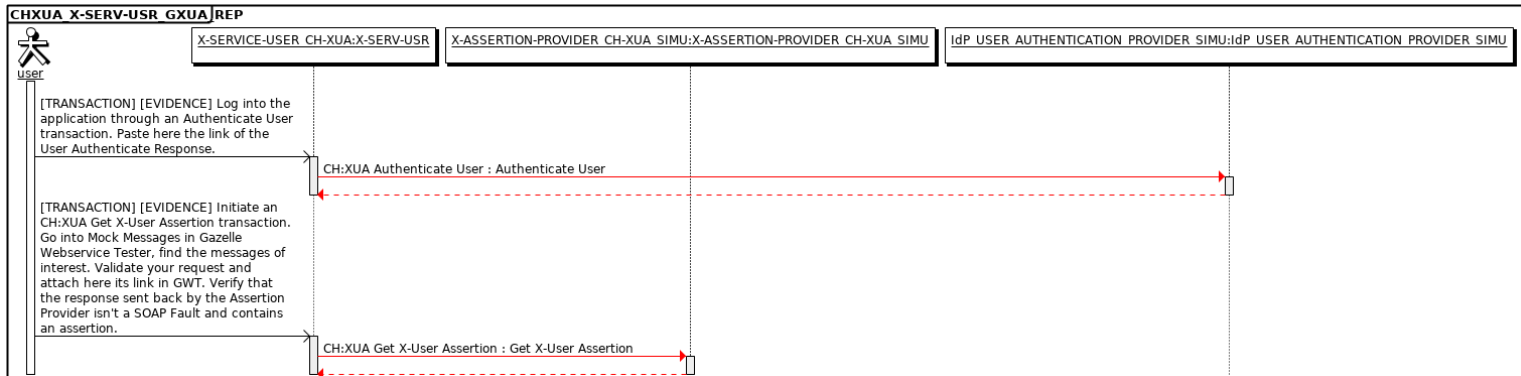 CHXUA_X-SERV-USR_GXUA_REP
X-SERVICE-USER_CH-XUA:X-SERV-USR
X-ASSERTION-PROVIDER_CH-XUA_SIMU:X-ASSERTION-PROVIDER_CH-XUA_SIMU
IdP_USER_AUTHENTICATION_PROVIDER_SIMU:IdP_USER_AUTHENTICATION_PROVIDER_SIMU
user
[TRANSACTION] [EVIDENCE] Log into the
application through an Authenticate User
transaction. Paste here the link of the
User Authenticate Response.
CH:XUA Authenticate User : Authenticate User
[TRANSACTION] [EVIDENCE] Initiate an
CH:XUA Get X-User Assertion transaction.
Go into Mock Messages in Gazelle
Webservice Tester, find the messages of
interest. Validate your request and
attach here its link in GWT. Verify that
the response sent back by the Assertion
Provider isn't a SOAP Fault and contains
an assertion.
CH:XUA Get X-User Assertion : Get X-User Assertion